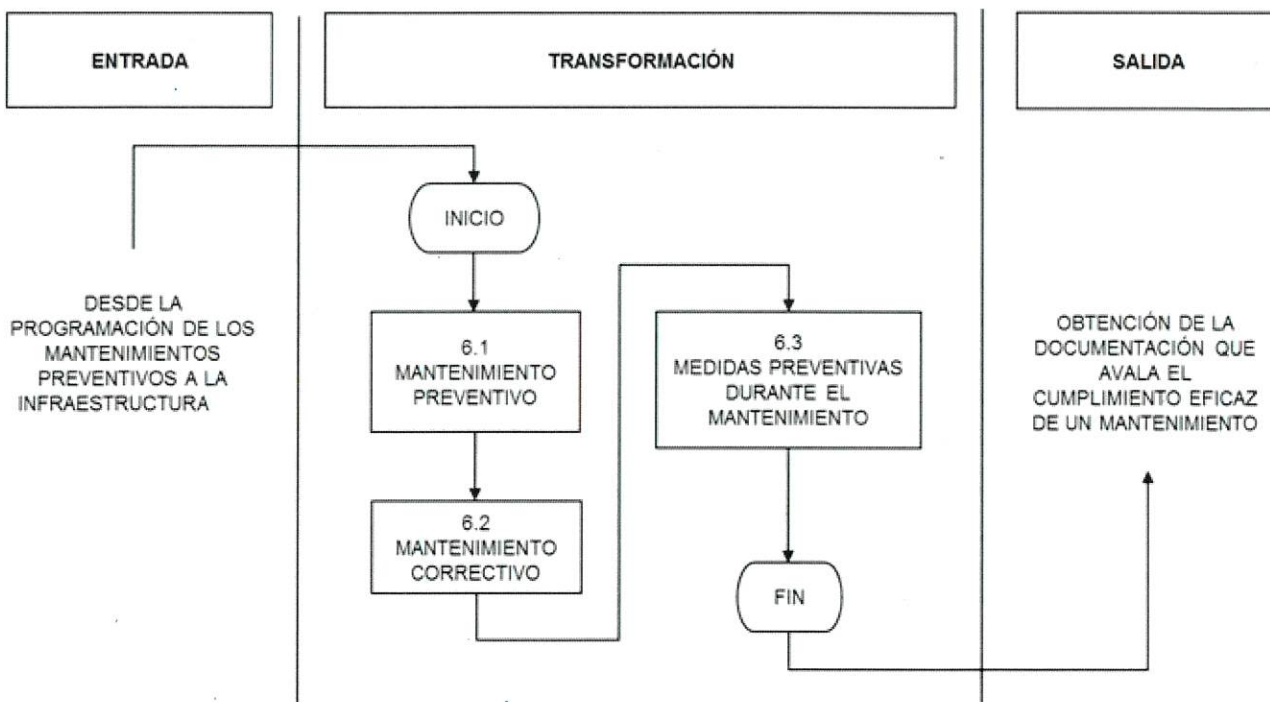 ENTRADA
TRANSFORMACIÓN
SALIDA
DESDE LA
PROGRAMACIÓN DE LOS
MANTENIMIENTOS
PREVENTIVOS A LA
INFRAESTRUCTURA
INICIO
6.1
MANTENIMIENTO
PREVENTIVO
6.2
MANTENIMIENTO
CORRECTIVO
6.3
MEDIDAS PREVENTIVAS
DURANTE EL
MANTENIMIENTO
FIN
OBTENCIÓN DE LA
DOCUMENTACIÓN QUE
AVALA EL
CUMPLIMIENTO EFICAZ
DE UN MANTENIMIENTO